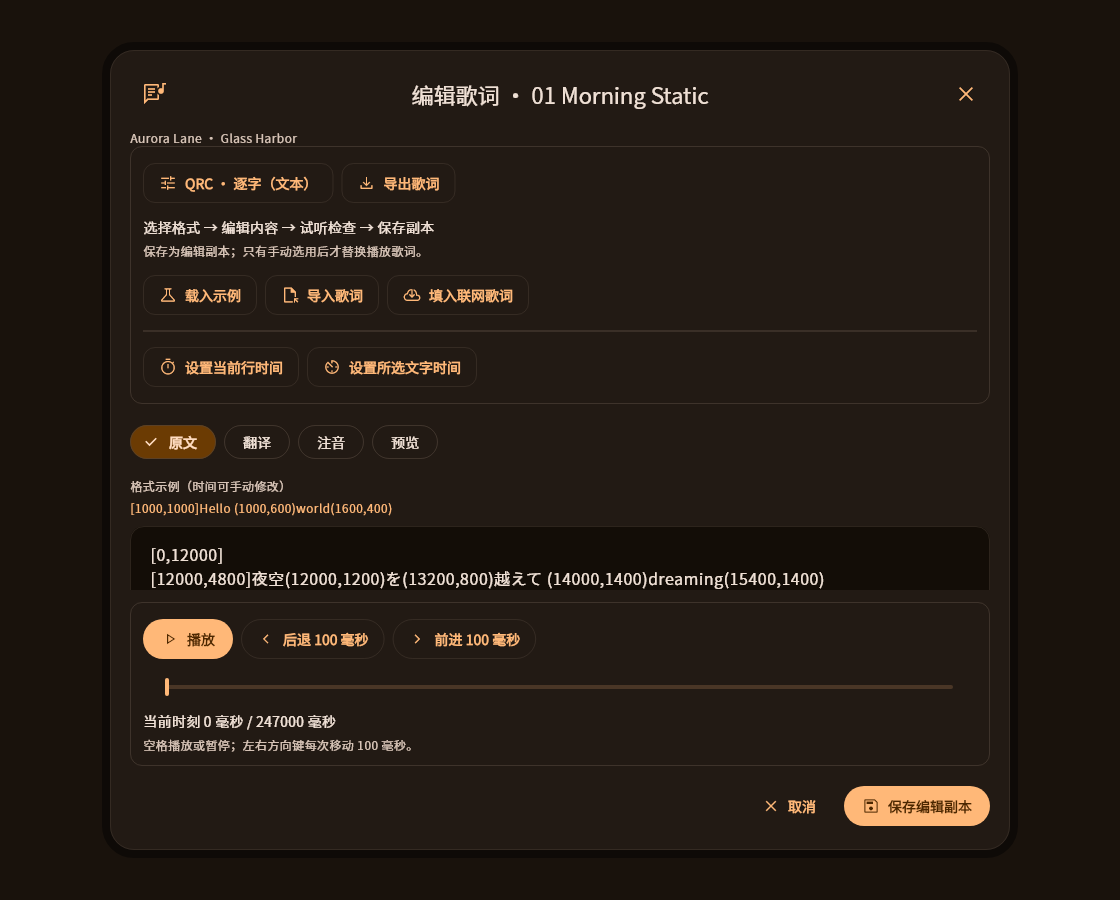 编辑歌词 • 01 Morning Static
Aurora Lane • Glass Harbor
QRC • 逐字（文本）
导出歌词
选择格式 → 编辑内容 → 试听检查 → 保存副本
保存为编辑副本；只有手动选用后才替换播放歌词。
载入示例
导入歌词
填入联网歌词
设置当前行时间
设置所选文字时间
原文
翻译
注音
预览
格式示例（时间可手动修改）
[1000,1000]Hello (1000,600)world(1600,400)
[0,12000]
[12000,4800]夜空(12000,1200)を(13200,800)越えて (14000,1400)dreaming(15400,1400)
播放
后退 100 毫秒
前进 100 毫秒
当前时刻 0 毫秒 / 247000 毫秒
空格播放或暂停；左右方向键每次移动 100 毫秒。
取消
保存编辑副本